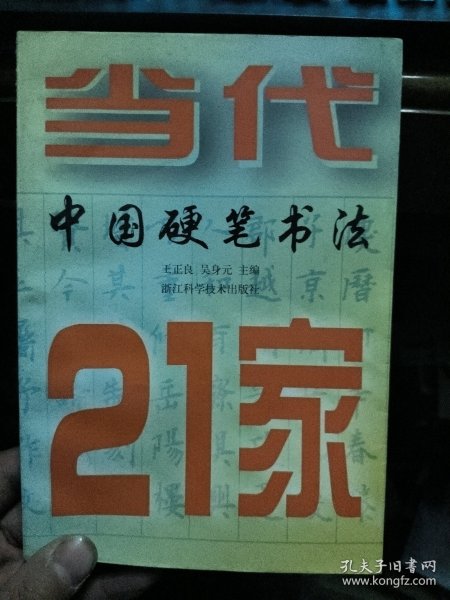 当代
中国硬笔书法
王正良 吴身元 主编
浙江科学技术出版社
21家
孔夫子旧书网
www.kongfz.com